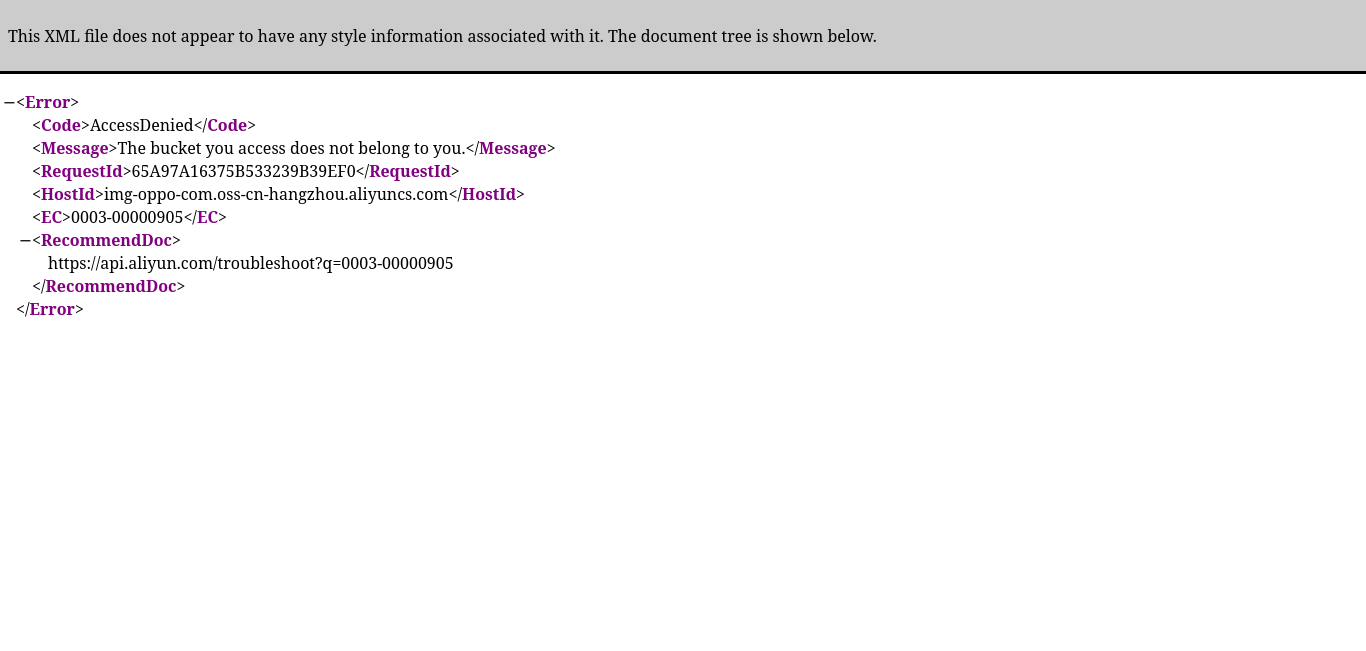 This XML file does not appear to have any style information associated with it. The document tree is shown below.
−<Error>
<Code>AccessDenied</Code>
<Message>The bucket you access does not belong to you.</Message>
<RequestId>65A97A16375B533239B39EF0</RequestId>
<HostId>img-oppo-com.oss-cn-hangzhou.aliyuncs.com</HostId>
<EC>0003-00000905</EC>
−<RecommendDoc>
https://api.aliyun.com/troubleshoot?q=0003-00000905
</RecommendDoc>
</Error>